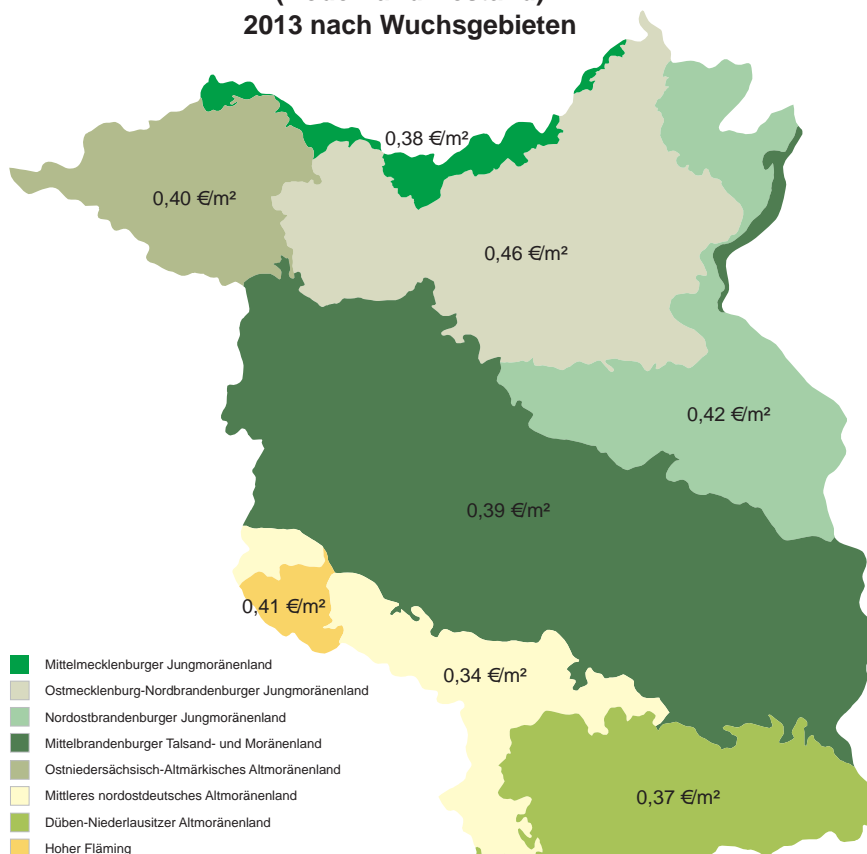 2013 nach Wuchsgebieten
0,38 €/m²
0,40 €/m²
0,46 €/m²
0,42 €/m²
0,39 €/m²
0,41 €/m²
0,34 €/m²
0,37 €/m²
Mittelmecklenburger Jungmoränenland
Ostmecklenburg-Nordbrandenburger Jungmoränenland
Nordostbrandenburger Jungmoränenland
Mittelbrandenburger Talsand- und Moränenland
Ostniedersächsisch-Altmärkisches Altmoränenland
Mittleres nordostdeutsches Altmoränenland
Düben-Niederlausitzer Altmoränenland
Hoher Fläming